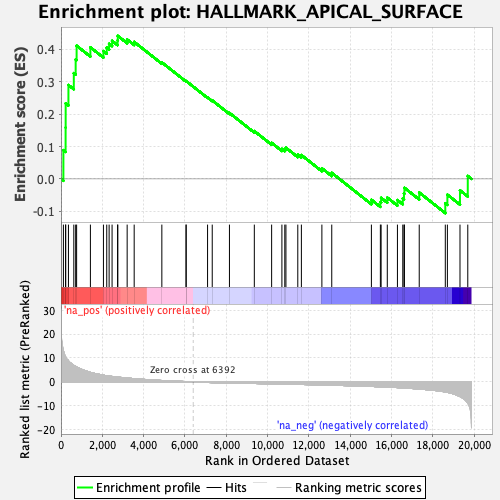 Enrichment plot: HALLMARK_APICAL_SURFACE
Enrichment score (ES)
0.4
0.3
0.2
0.1
0.0
-0.1
'na_pos' (positively correlated)
Ranked list metric (PreRanked)
30
20
10
0
-10
-20
Zero cross at 6392
'na_neg' (negatively correlated)
0
2,000
4,000
6,000
8,000
10,000
12,000
14,000
16,000
18,000
20,000
Rank in Ordered Dataset
Enrichment profile
Hits
Ranking metric scores